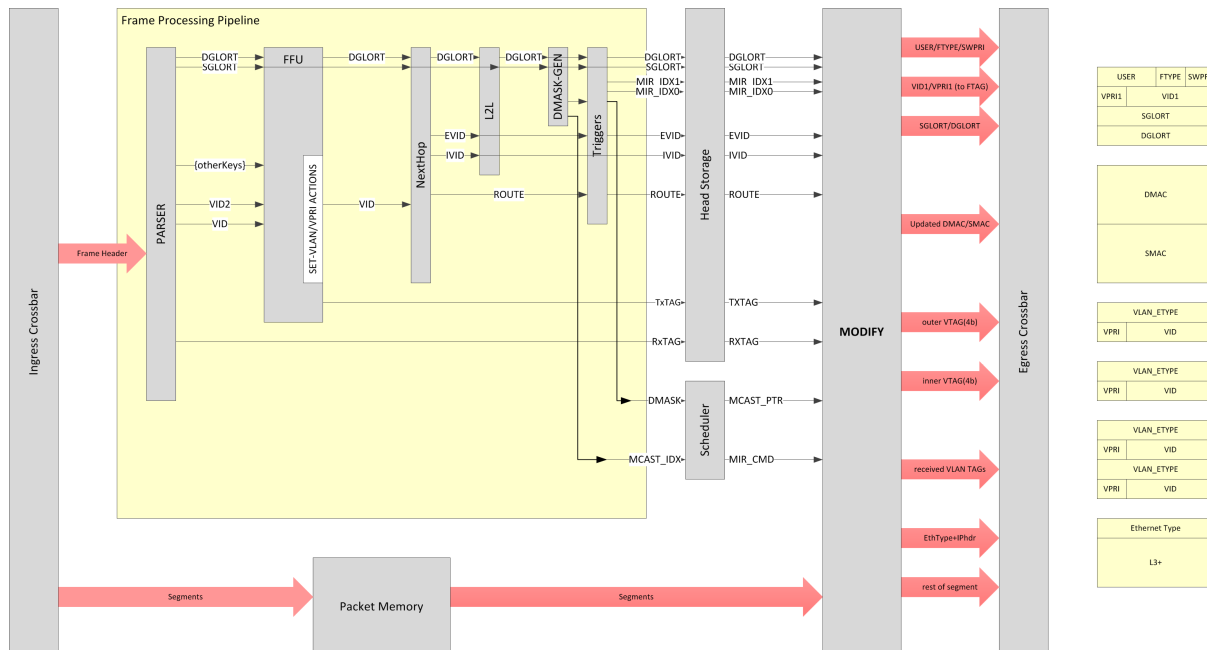 Frame Processing Pipeline
Ingress Crossbar
Frame Header
PARSER
DGLORT
SGLORT
{otherKeys}
VID2
VID
FFU
SET-VLAN/VPRI ACTIONS
DGLORT
VID
NextHop
DGLORT
EVID
IVID
ROUTE
L2L
DGLORT
DMASK-GEN
Triggers
DGLORT
SGLORT
MIR_IDX1
MIR_IDX0
EVID
IVID
ROUTE
TxTAG
RxTAG
DMASK
MCAST_IDX
Head Storage
Scheduler
DGLORT
SGLORT
MIR_IDX1
MIR_IDX0
EVID
IVID
ROUTE
TXTAG
RXTAG
MCAST_PTR
MIR_CMD
Segments
Packet Memory
Segments
MODIFY
USER/FTYPE/SWPRI
VID1/VPRI1 (to FTAG)
SGLORT/DGLORT
Updated DMAC/SMAC
outer VTAG(4b)
inner VTAG(4b)
received VLAN TAGs
EthType+IPhdr
rest of segment
Egress Crossbar
USER FTYPE SWPR
VPRI1 VID1
SGLORT
DGLORT
DMAC
SMAC
VLAN_ETYPE
VPRI VID
VLAN_ETYPE
VPRI VID
VLAN_ETYPE
VPRI VID
VLAN_ETYPE
VPRI VID
Ethernet Type
L3+